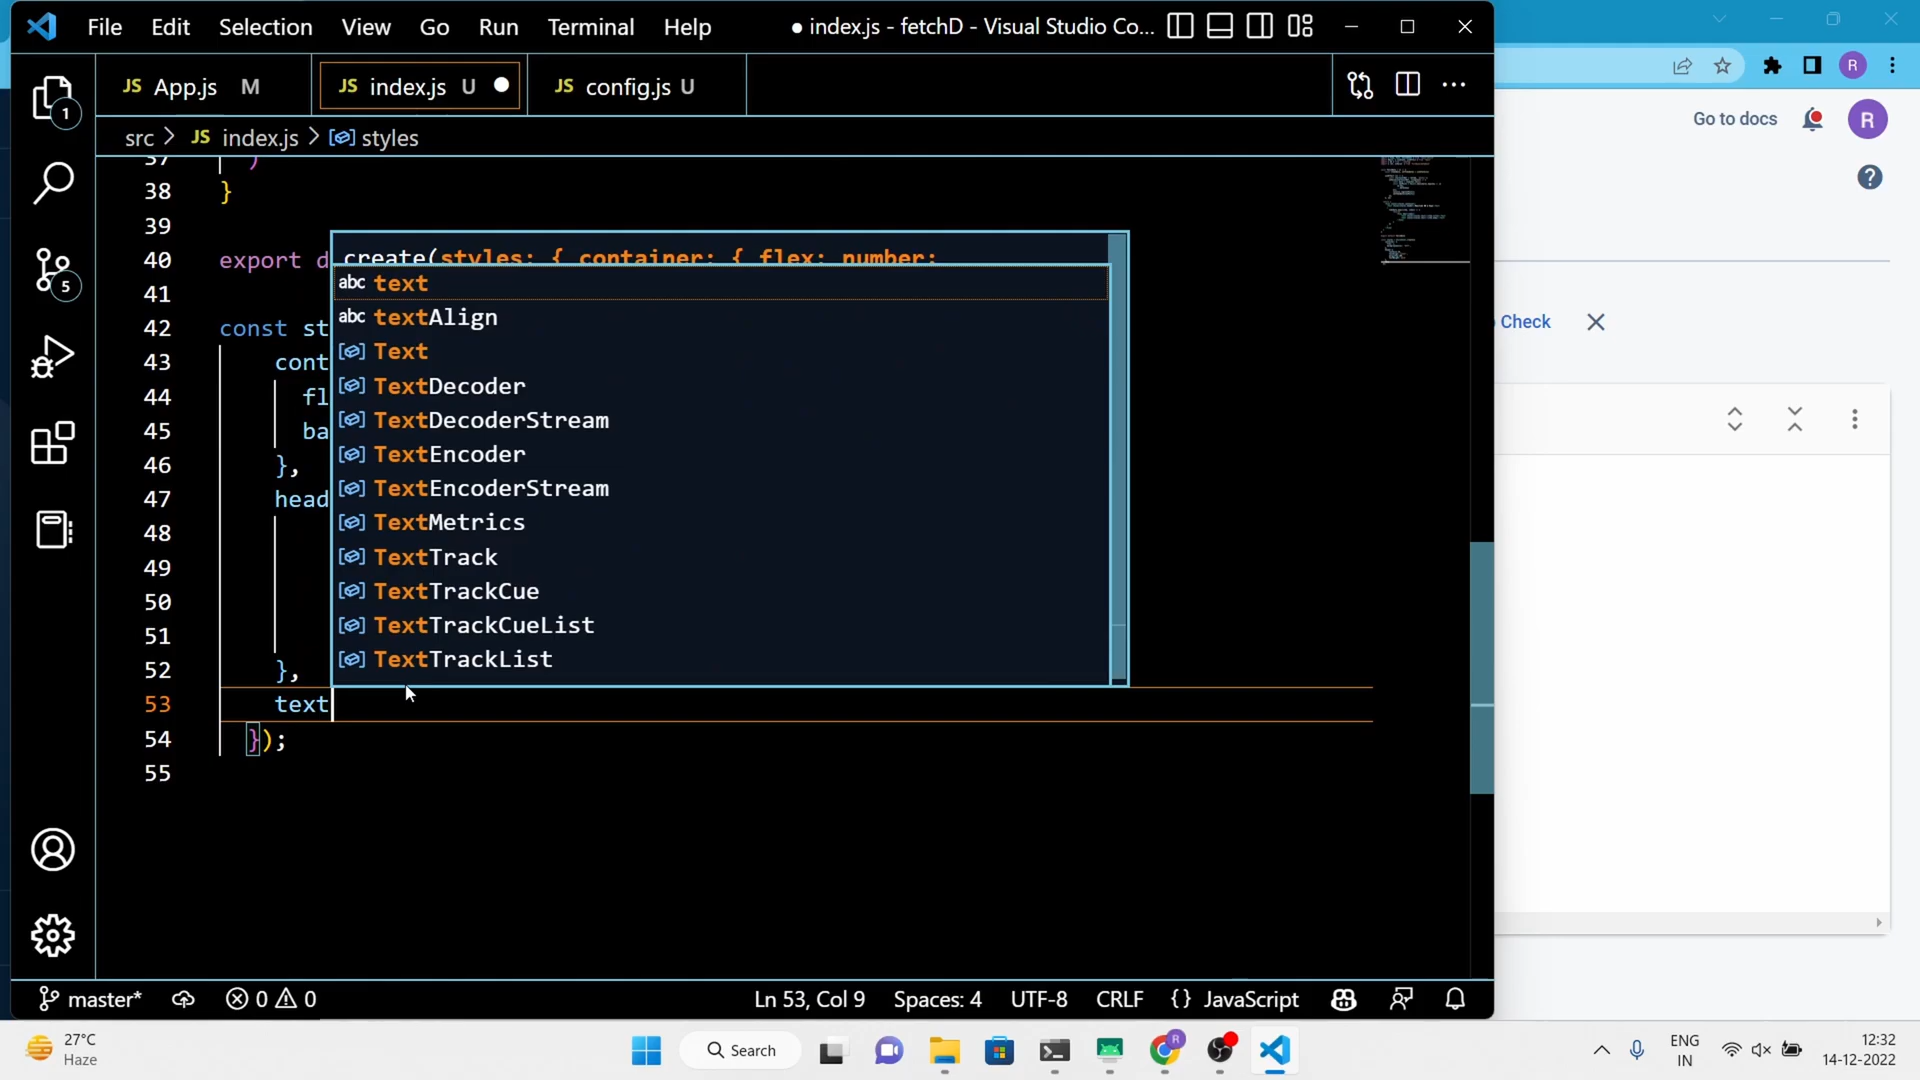 File Edit Selection View Go Run Terminal Help
● index.js - fetchD - Visual Studio Co...
JS App.js M
JS index.js U
JS config.js U
src > JS index.js > styles
37 )
38 }
39
40 export d
create(styles: { container: { flex: number;
abc text
41
abc textAlign
42 const st
Text
43 cont
TextDecoder
44 fl
TextDecoderStream
45 ba
TextEncoder
46 },
TextEncoderStream
47 head
TextMetrics
48
TextTrack
49
TextTrackCue
50
TextTrackCueList
51
TextTrackList
52 },
53 text
54 });
55
1
5
master*
0 0
Ln 53, Col 9 Spaces: 4 UTF-8 CRLF {} JavaScript
R
Go to docs
R
?
Check
27°C
Haze
Search
R
ENG
IN
12:32
14-12-2022